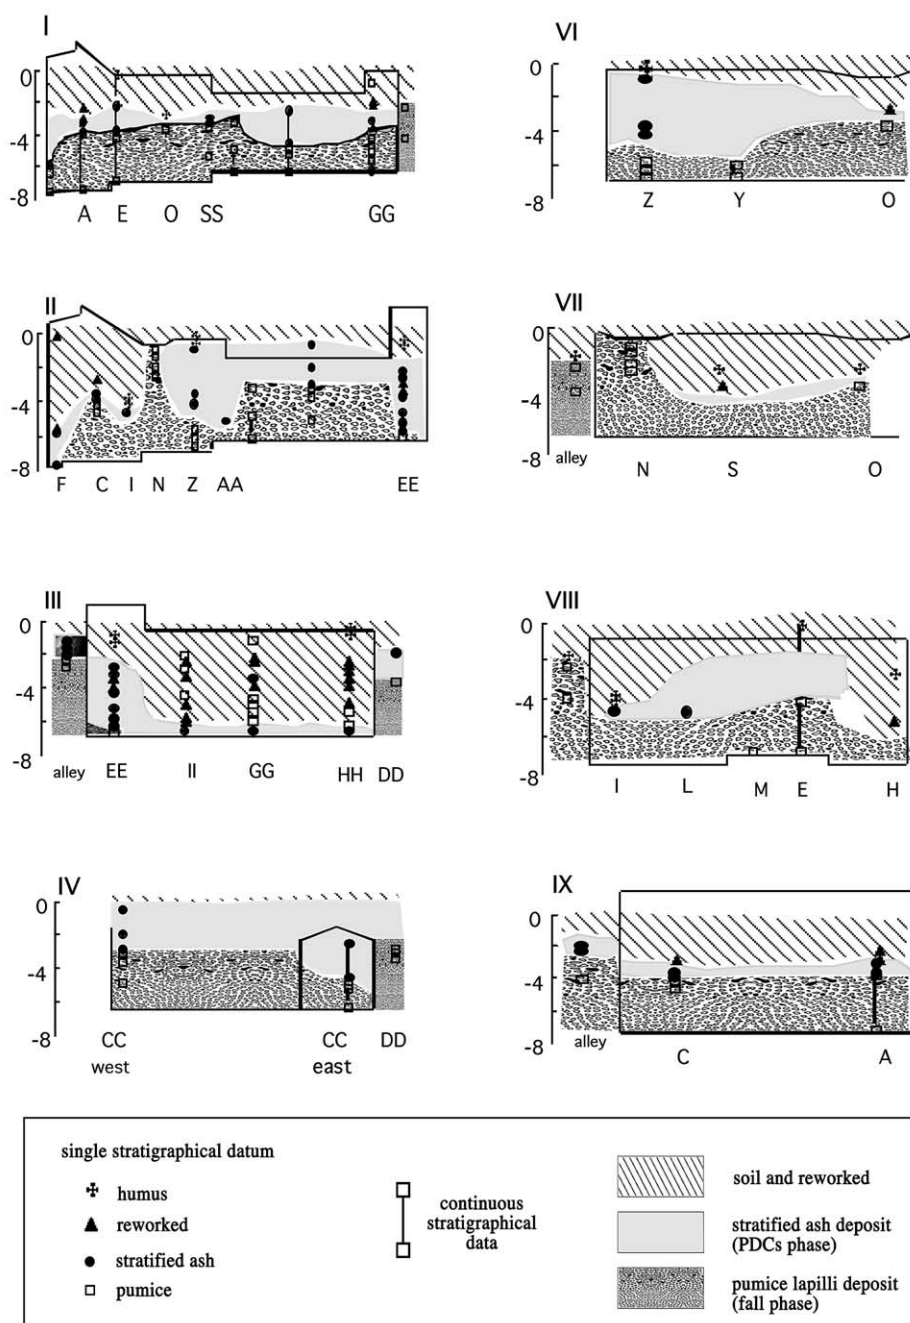 I
0
-4
-8
A E O SS GG
VI
0
-4
-8
Z Y O
II
0
-4
-8
F C I N Z AA EE
VII
0
-4
-8
alley N S O
III
0
-4
-8
alley EE II GG HH DD
VIII
0
-4
-8
I L M E H
IV
0
-4
-8
CC CC DD
west east
IX
0
-4
-8
alley C A
single stratigraphical datum
humus
reworked
stratified ash
pumice
continuous
stratigraphical
data
soil and reworked
stratified ash deposit
(PDCs phase)
pumice lapilli deposit
(fall phase)